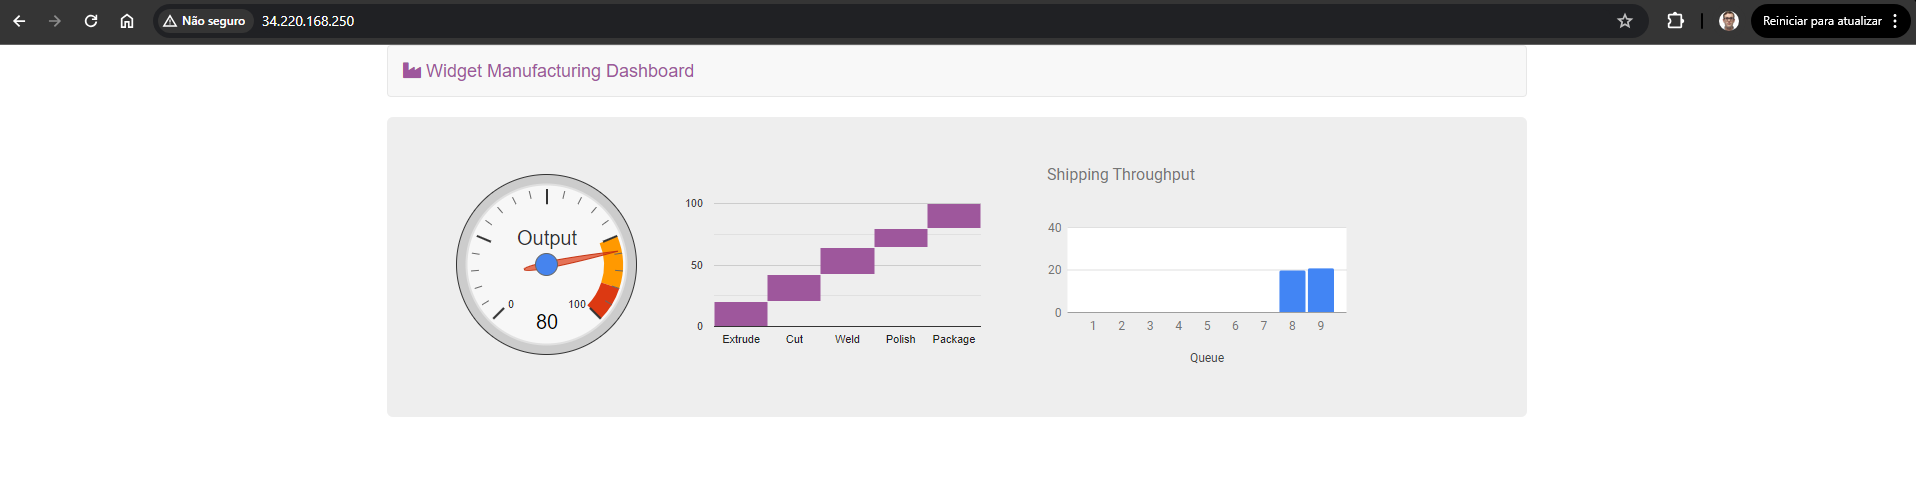 Não seguro
34.220.168.250
Reiniciar para atualizar
Widget Manufacturing Dashboard
Output
0
100
80
100
50
0
Extrude Cut Weld Polish Package
Shipping Throughput
40
20
0
1 2 3 4 5 6 7 8 9
Queue